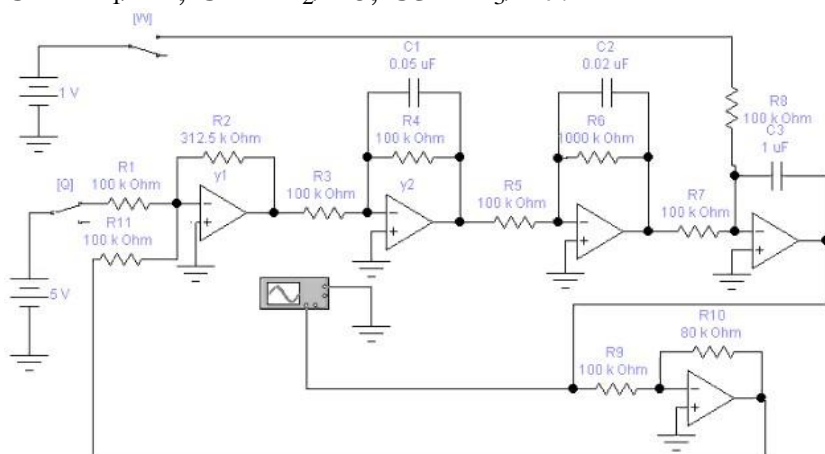 [W]
1 V
C1
0.05 uF
C2
0.02 uF
R8
100 k Ohm
R2
312.5 k Ohm
R4
100 k Ohm
R6
1000 k Ohm
C3
1 uF
[Q]
R1
100 k Ohm
y1
R3
100 k Ohm
y2
R5
100 k Ohm
R7
100 k Ohm
R11
100 k Ohm
5 V
R10
80 k Ohm
R9
100 k Ohm